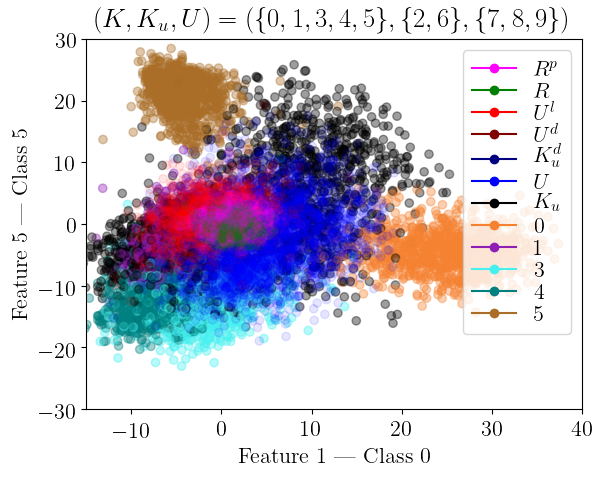 (K, K_u, U) = ({0, 1, 3, 4, 5}, {2, 6}, {7, 8, 9})
30
20
10
0
−10
−20
−30
Feature 5 — Class 5
R^p
R
U^l
U^d
K_u^d
U
K_u
0
1
3
4
5
−10
0
10
20
30
40
Feature 1 — Class 0